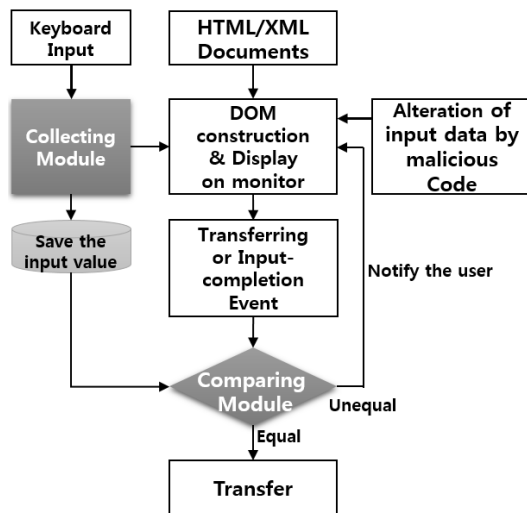 Keyboard
Input
HTML/XML
Documents
Collecting
Module
DOM
construction
& Display
on monitor
Alteration of
input data by
malicious
Code
Save the
input value
Transferring
or Input-
completion
Event
Notify the user
Comparing
Module
Unequal
Equal
Transfer